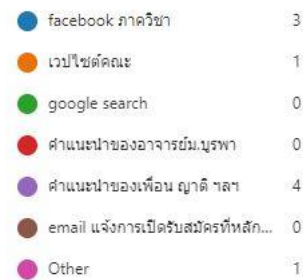 facebook ภาควิชา 3
เวปไซต์คณะ 1
google search 0
คำแนะนำของอาจารย์ม.บูรพา 0
คำแนะนำของเพื่อน ญาติ ฯลฯ 4
email แจ้งการเปิดรับสมัครที่หลัก... 0
Other 1